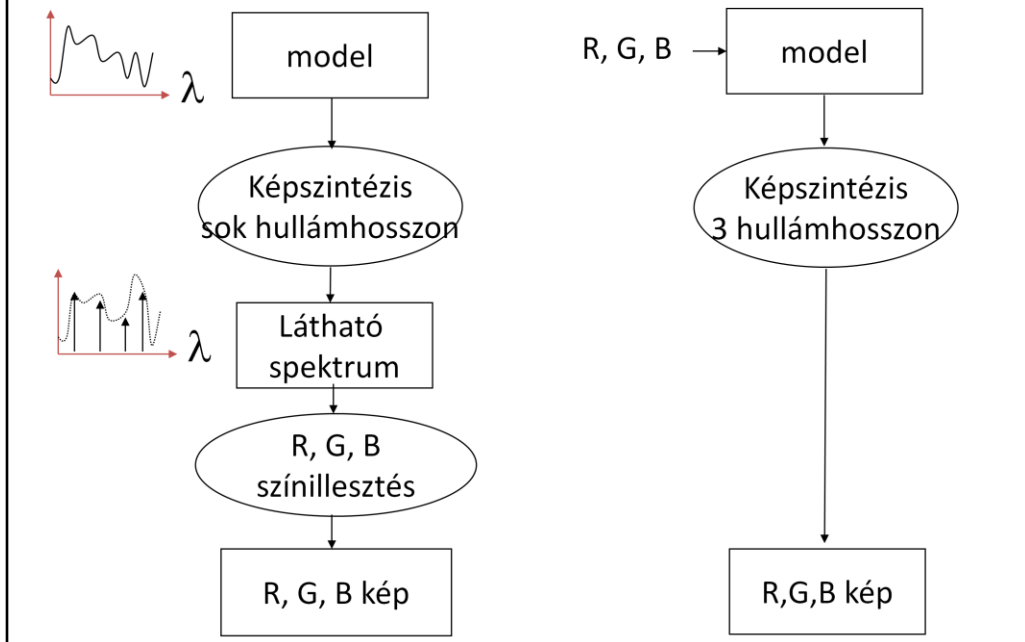 λ
model
Képszintézis
sok hullámhosszon
λ
Látható
spektrum
R, G, B
színillesztés
R, G, B kép
R, G, B
model
Képszintézis
3 hullámhosszon
R,G,B kép